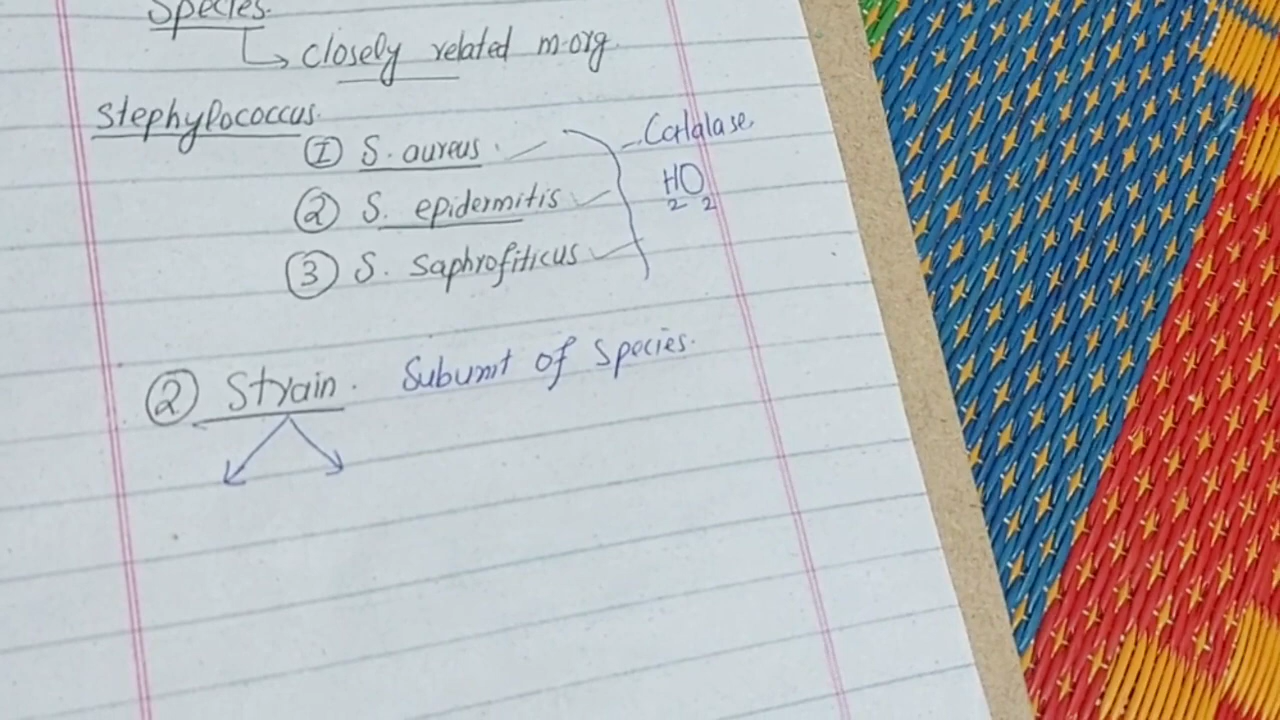 Species.
↳ closely related m.org
Stephylococcus.
① S. aureus.
② S. epidermitis
③ S. Saphrofiticus
Catalase
H2O2
② Strain. Subunit of Species.